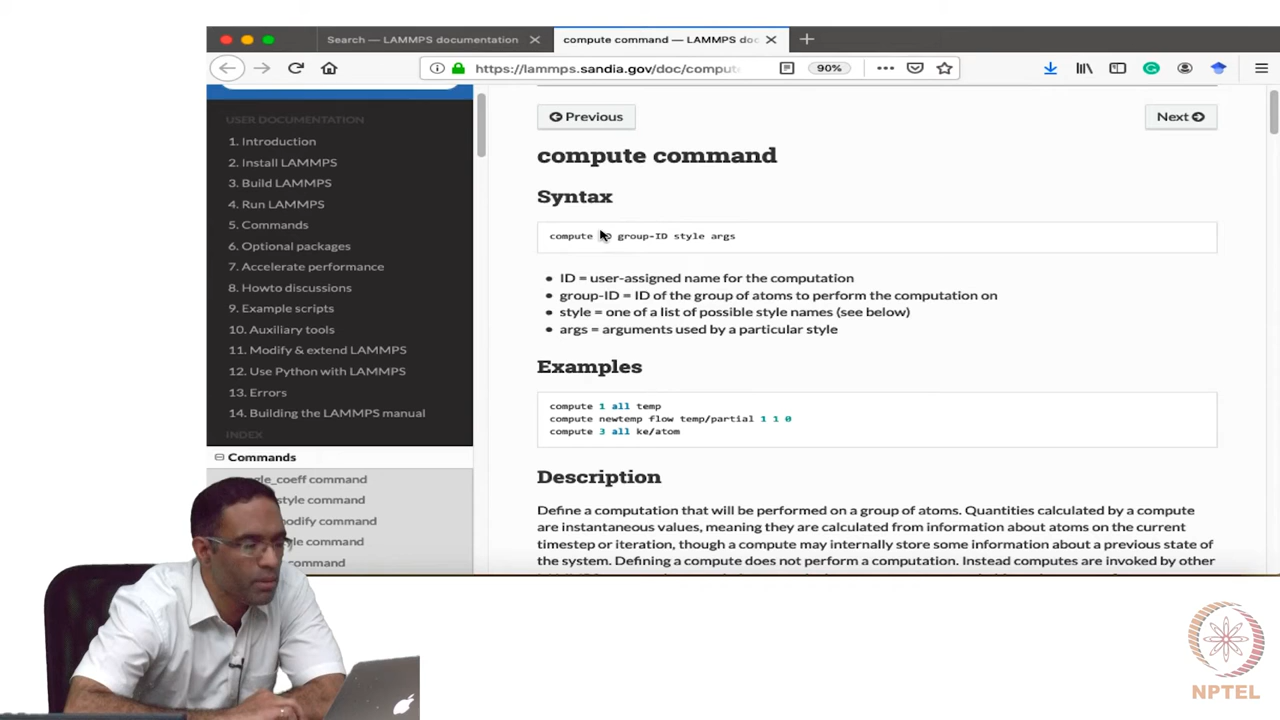 Search — LAMMPS documentation
compute command — LAMMPS doc
https://lammps.sandia.gov/doc/comput
90%
USER DOCUMENTATION
1. Introduction
2. Install LAMMPS
3. Build LAMMPS
4. Run LAMMPS
5. Commands
6. Optional packages
7. Accelerate performance
8. Howto discussions
9. Example scripts
10. Auxiliary tools
11. Modify & extend LAMMPS
12. Use Python with LAMMPS
13. Errors
14. Building the LAMMPS manual
INDEX
Commands
command
command
command
command
command
Previous
Next
compute command
Syntax
compute group-ID style args
ID = user-assigned name for the computation
group-ID = ID of the group of atoms to perform the computation on
style = one of a list of possible style names (see below)
args = arguments used by a particular style
Examples
compute 1 all temp
compute newtemp flow temp/partial 1 1 0
compute 3 all ke/atom
Description
Define a computation that will be performed on a group of atoms. Quantities calculated by a compute
are instantaneous values, meaning they are calculated from information about atoms on the current
timestep or iteration, though a compute may internally store some information about a previous state of
the system. Defining a compute does not perform a computation. Instead computes are invoked by other
NPTEL